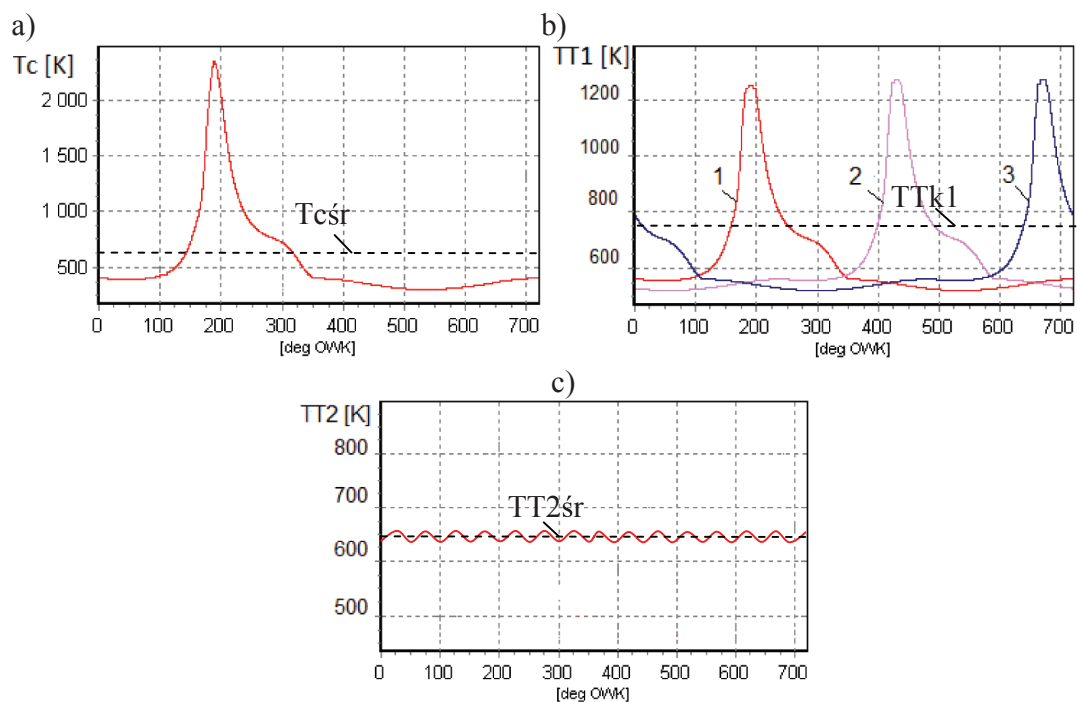 a)
Tc [K]
2 000
1 500
1 000
500
Tcśr
0 100 200 300 400 500 600 700
[deg OWK]
b)
TT1 [K]
1200
1000
800
600
1
2
3
TTk1
0 100 200 300 400 500 600 700
[deg OWK]
c)
TT2 [K]
800
700
600
500
TT2śr
0 100 200 300 400 500 600 700
[deg OWK]